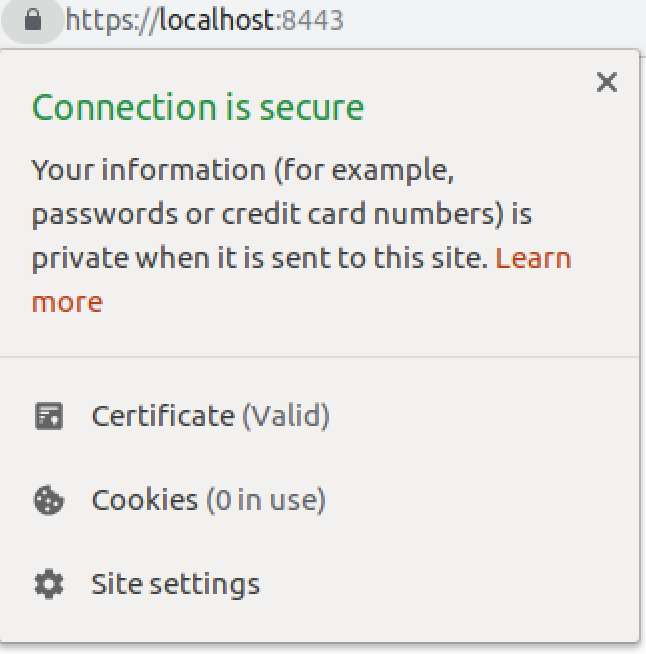 https://localhost:8443
Connection is secure
Your information (for example,
passwords or credit card numbers) is
private when it is sent to this site. Learn
more
Certificate (Valid)
Cookies (0 in use)
Site settings